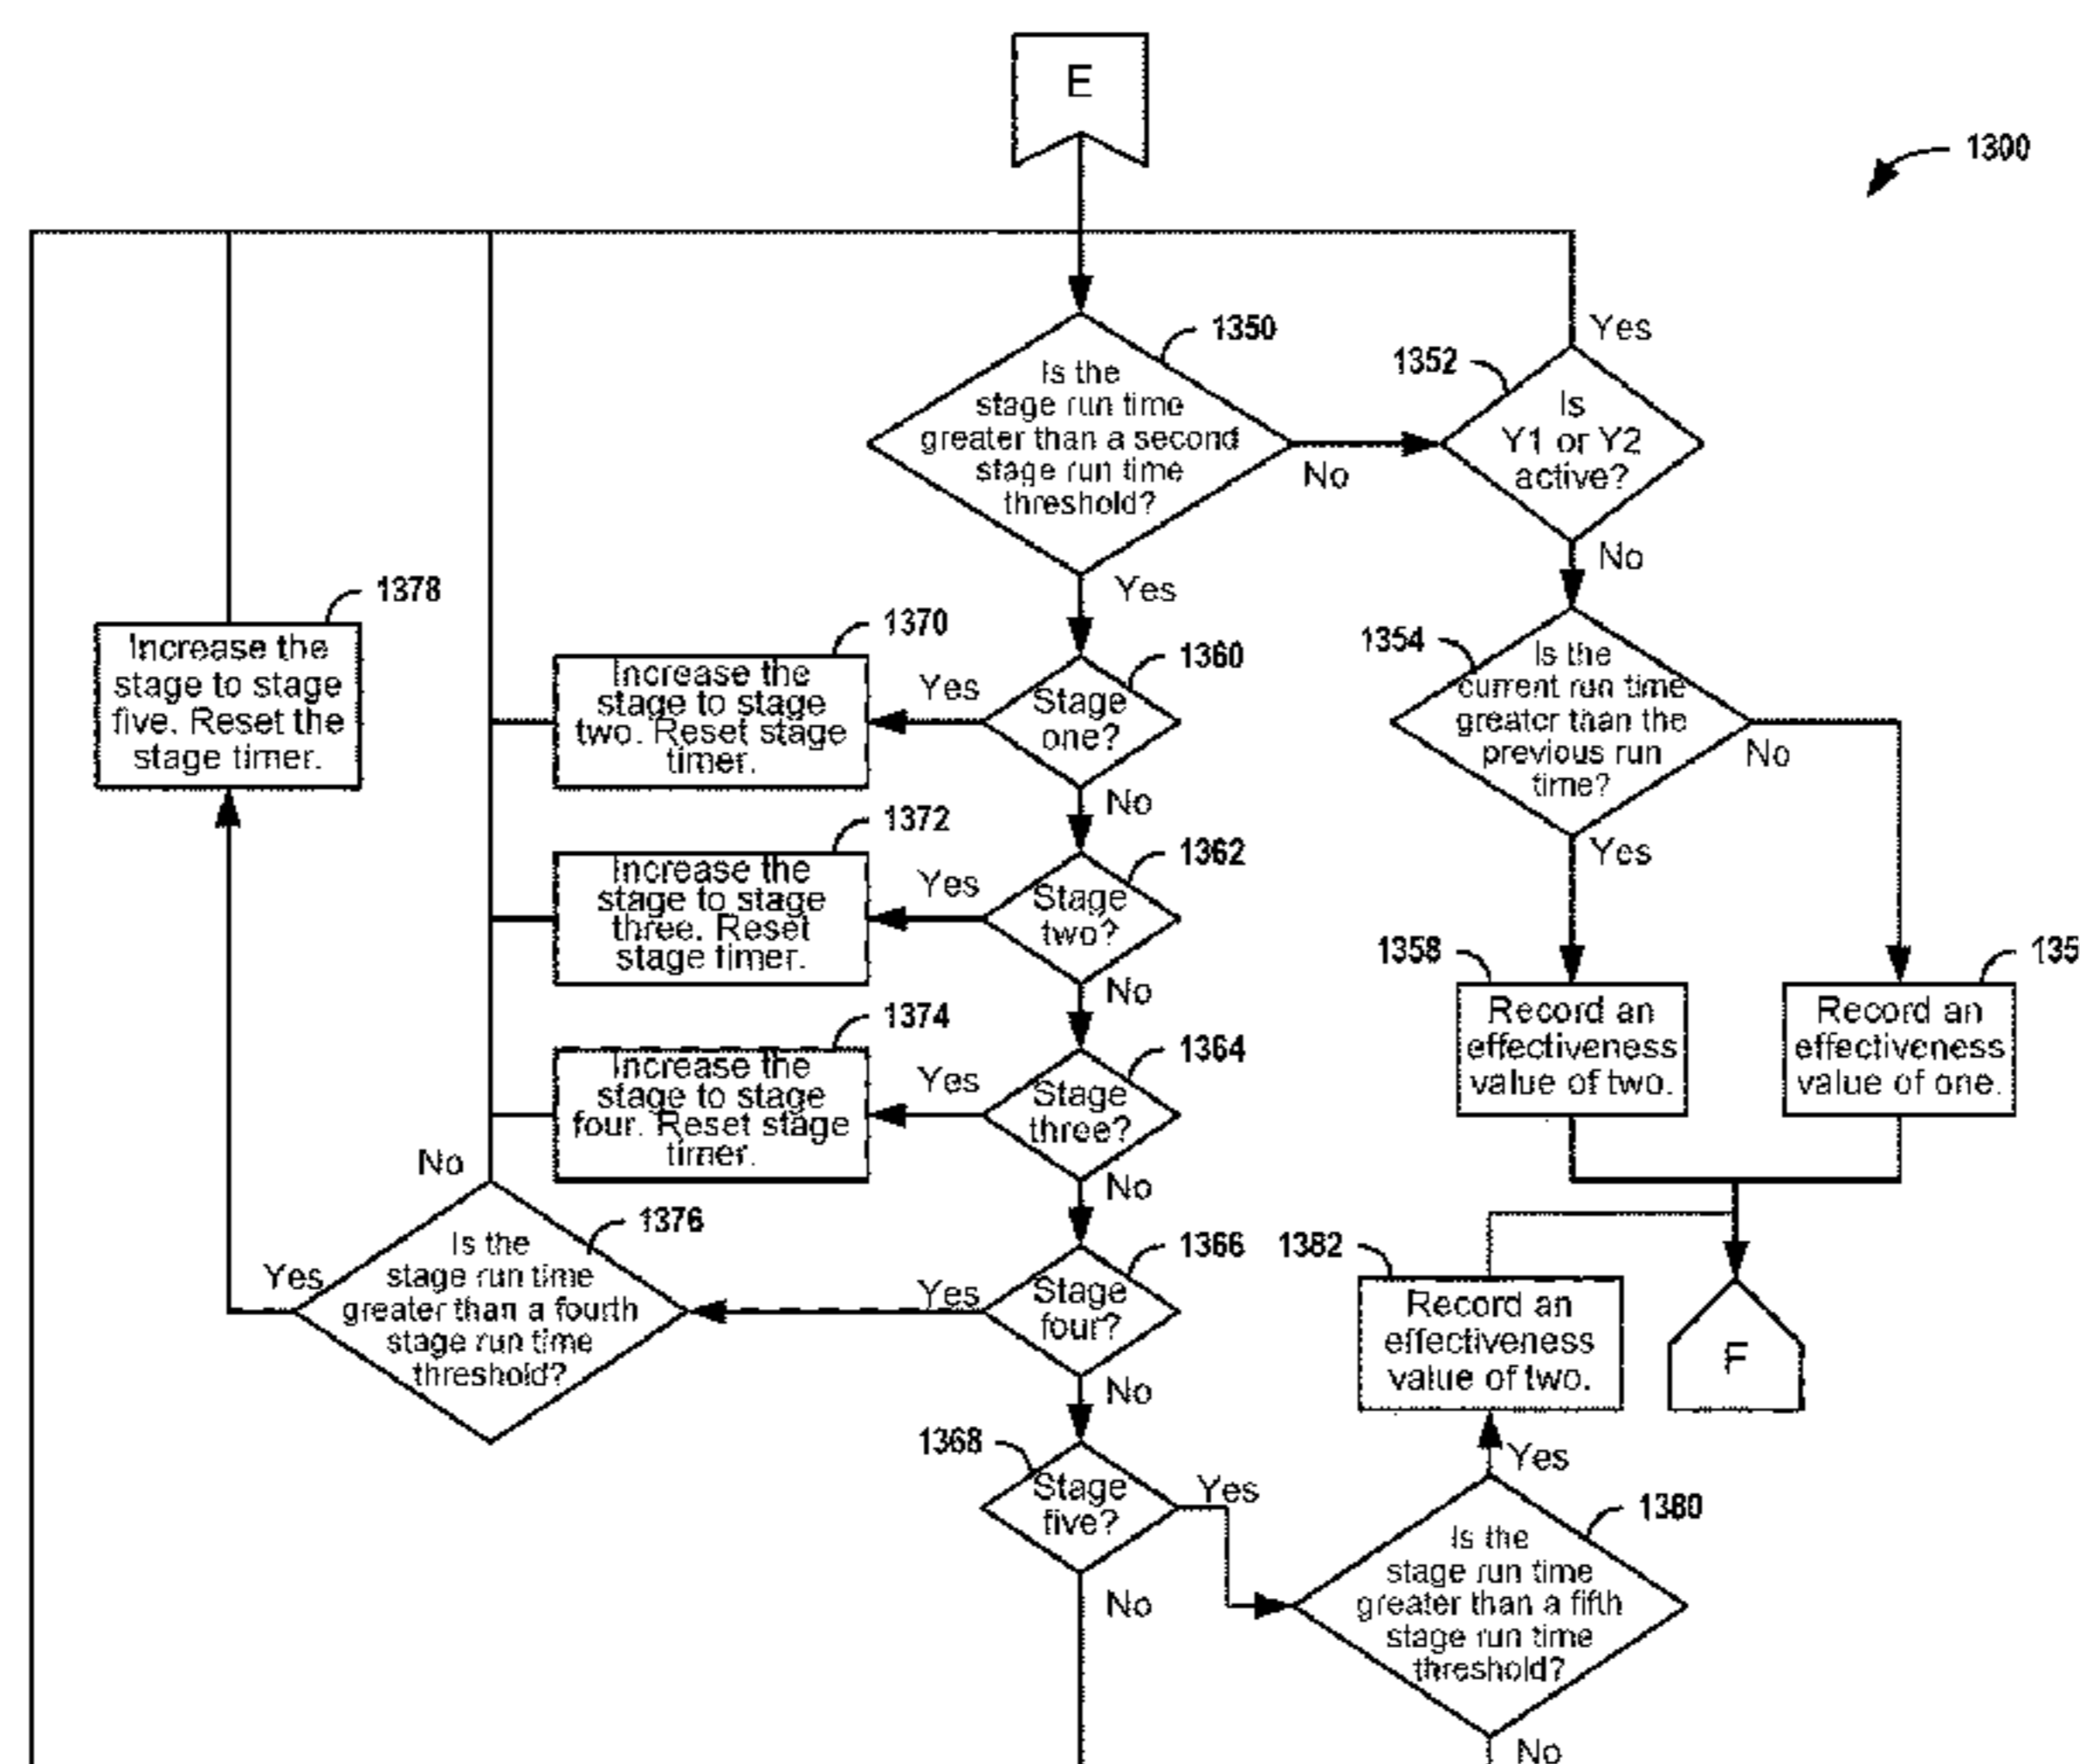 E
1300
1350
Is the
stage run time
greater than a second
stage run time
threshold?
No
Yes
1352
Is
Y1 or Y2
active?
Yes
No
1354
Is the
current run time
greater than the
previous run
time?
No
Yes
1358
Record an
effectiveness
value of two.
135
Record an
effectiveness
value of one.
1360
Stage
one?
Yes
No
1370
Increase the
stage to stage
two. Reset stage
timer.
1378
Increase the
stage to stage
five. Reset the
stage timer.
1362
Stage
two?
Yes
No
1372
Increase the
stage to stage
three. Reset
stage timer.
1364
Stage
three?
Yes
No
1374
Increase the
stage to stage
four. Reset stage
timer.
1366
Stage
four?
Yes
No
1376
Is the
stage run time
greater than a fourth
stage run time
threshold?
No
Yes
1368
Stage
five?
Yes
No
1380
Is the
stage run time
greater than a fifth
stage run time
threshold?
Yes
No
1382
Record an
effectiveness
value of two.
F